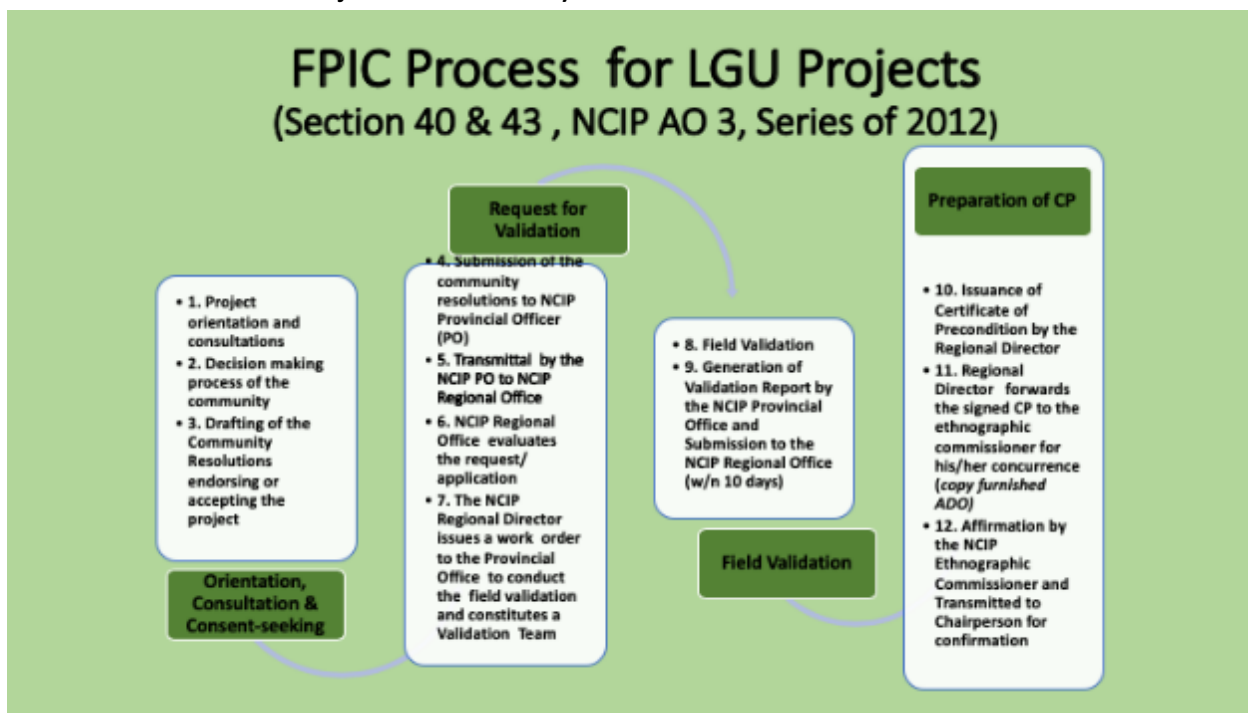 FPIC Process for LGU Projects
(Section 40 & 43 , NCIP AO 3, Series of 2012)
• 1. Project
orientation and
consultations
• 2. Decision making
process of the
community
• 3. Drafting of the
Community
Resolutions
endorsing or
accepting the
project
Orientation,
Consultation &
Consent-seeking
Request for
Validation
• 4. Submission of the
community
resolutions to NCIP
Provincial Officer
(PO)
• 5. Transmittal by the
NCIP PO to NCIP
Regional Office
• 6. NCIP Regional
Office evaluates
the request/
application
• 7. The NCIP
Regional Director
issues a work order
to the Provincial
Office to conduct
the field validation
and constitutes a
Validation Team
• 8. Field Validation
• 9. Generation of
Validation Report by
the NCIP Provincial
Office and
Submission to the
NCIP Regional Office
(w/n 10 days)
Field Validation
Preparation of CP
• 10. Issuance of
Certificate of
Precondition by the
Regional Director
• 11. Regional
Director forwards
the signed CP to the
ethnographic
commissioner for
his/her concurrence
(copy furnished
ADO)
• 12. Affirmation by
the NCIP
Ethnographic
Commissioner and
Transmitted to
Chairperson for
confirmation